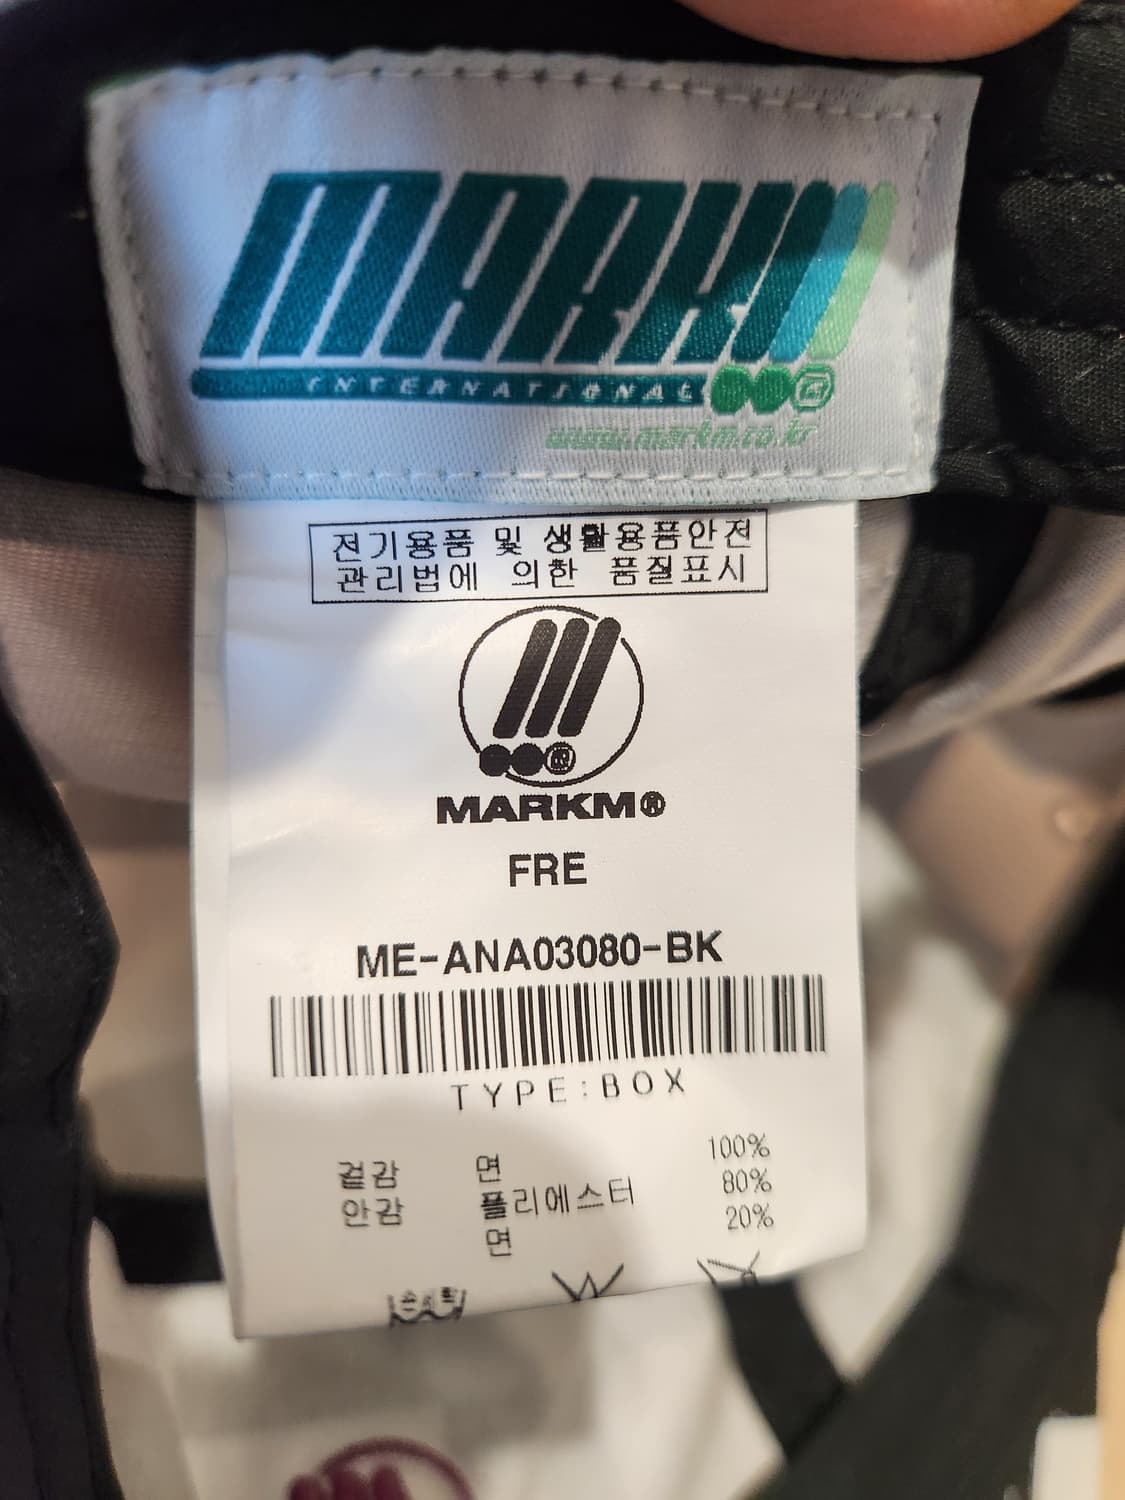 MARKM
INTERNATIONAL
www.markm.co.kr
전기용품 및 생활용품안전
관리법에 의한 품질표시
MARKM®
FRE
ME-ANA03080-BK
TYPE:BOX
겉감 면 100%
안감 폴리에스터 80%
면 20%